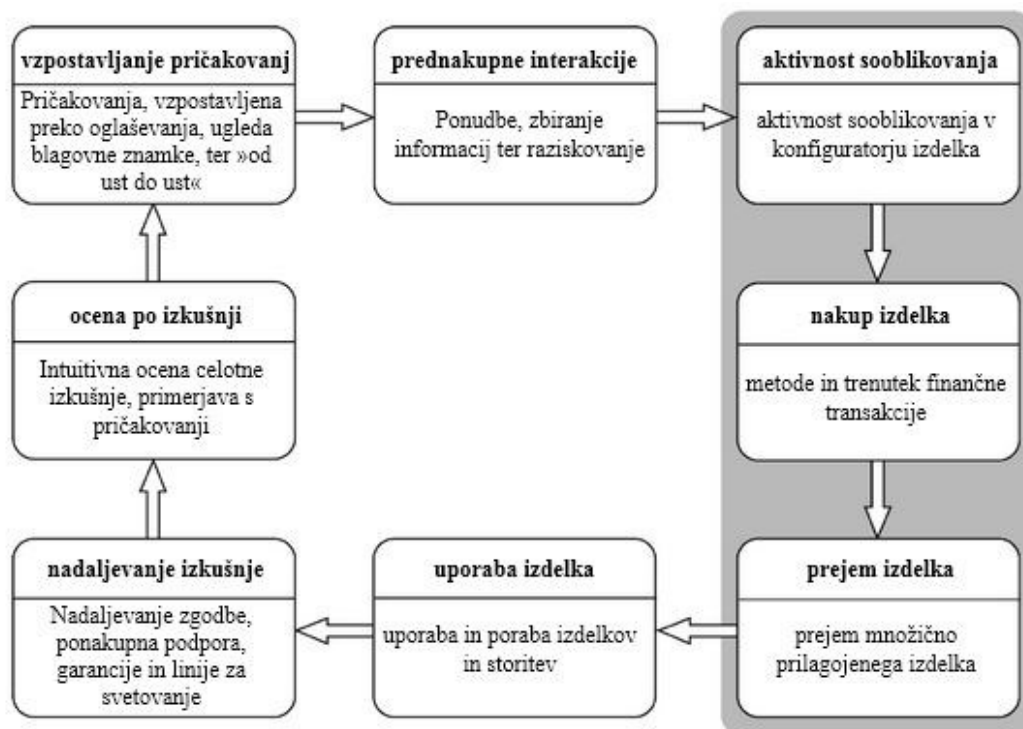 vzpostavljanje pričakovanj
Pričakovanja, vzpostavljena
preko oglaševanja, ugleda
blagovne znamke, ter »od
ust do ust«
prednakupne interakcije
Ponudbe, zbiranje
informacij ter raziskovanje
aktivnost sooblikovanja
aktivnost sooblikovanja v
konfiguratorju izdelka
nakup izdelka
metode in trenutek finančne
transakcije
prejem izdelka
prejem množično
prilagojenega izdelka
uporaba izdelka
uporaba in poraba izdelkov
in storitev
nadaljevanje izkušnje
Nadaljevanje zgodbe,
ponakupna podpora,
garancije in linije za
svetovanje
ocena po izkušnji
Intuitivna ocena celotne
izkušnje, primerjava s
pričakovanji